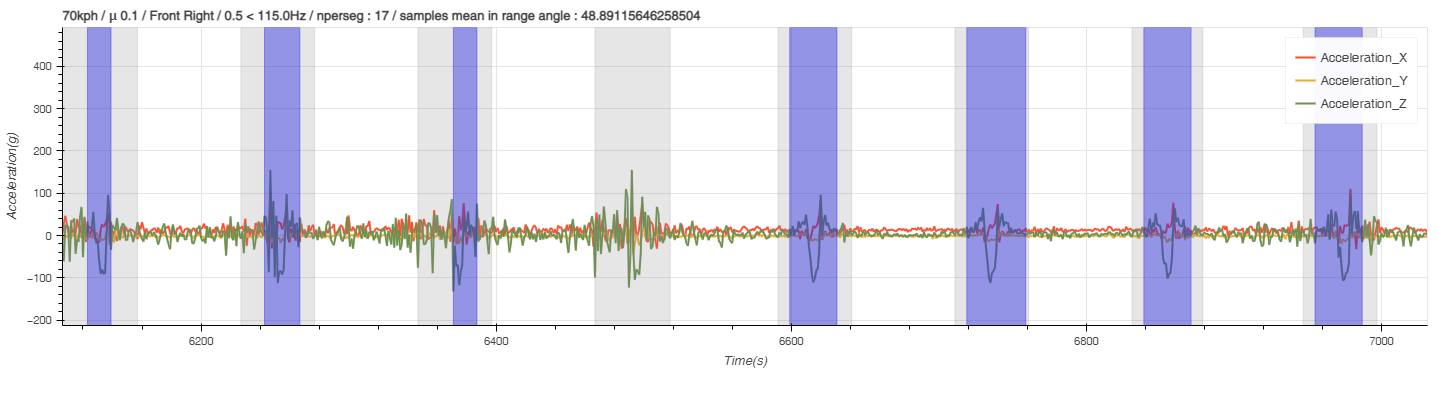 70kph / μ 0.1 / Front Right / 0.5 < 115.0Hz / nperseg : 17 / samples mean in range angle : 48.89115646258504
Acceleration_X
Acceleration_Y
Acceleration_Z
Acceleration(g)
400
300
200
100
0
−100
−200
6200 6400 6600 6800 7000
Time(s)